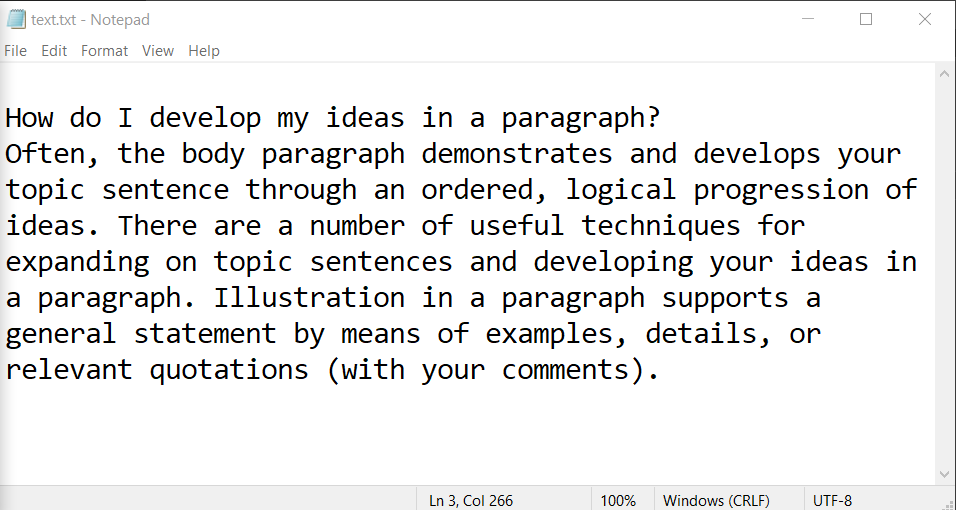 text.txt - Notepad
File Edit Format View Help
How do I develop my ideas in a paragraph?
Often, the body paragraph demonstrates and develops your
topic sentence through an ordered, logical progression of
ideas. There are a number of useful techniques for
expanding on topic sentences and developing your ideas in
a paragraph. Illustration in a paragraph supports a
general statement by means of examples, details, or
relevant quotations (with your comments).
Ln 3, Col 266 100% Windows (CRLF) UTF-8